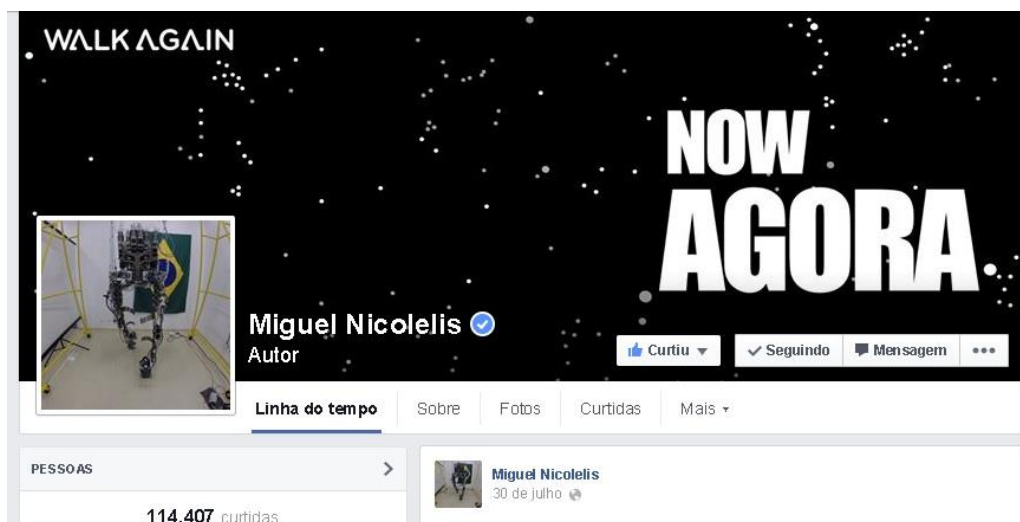 WALK AGAIN
NOW
AGORA
Miguel Nicolelis
Autor
Curtiu
Seguindo
Mensagem
Linha do tempo
Sobre
Fotos
Curtidas
Mais
PESSOAS
114.407 curtidas
Miguel Nicolelis
30 de julho